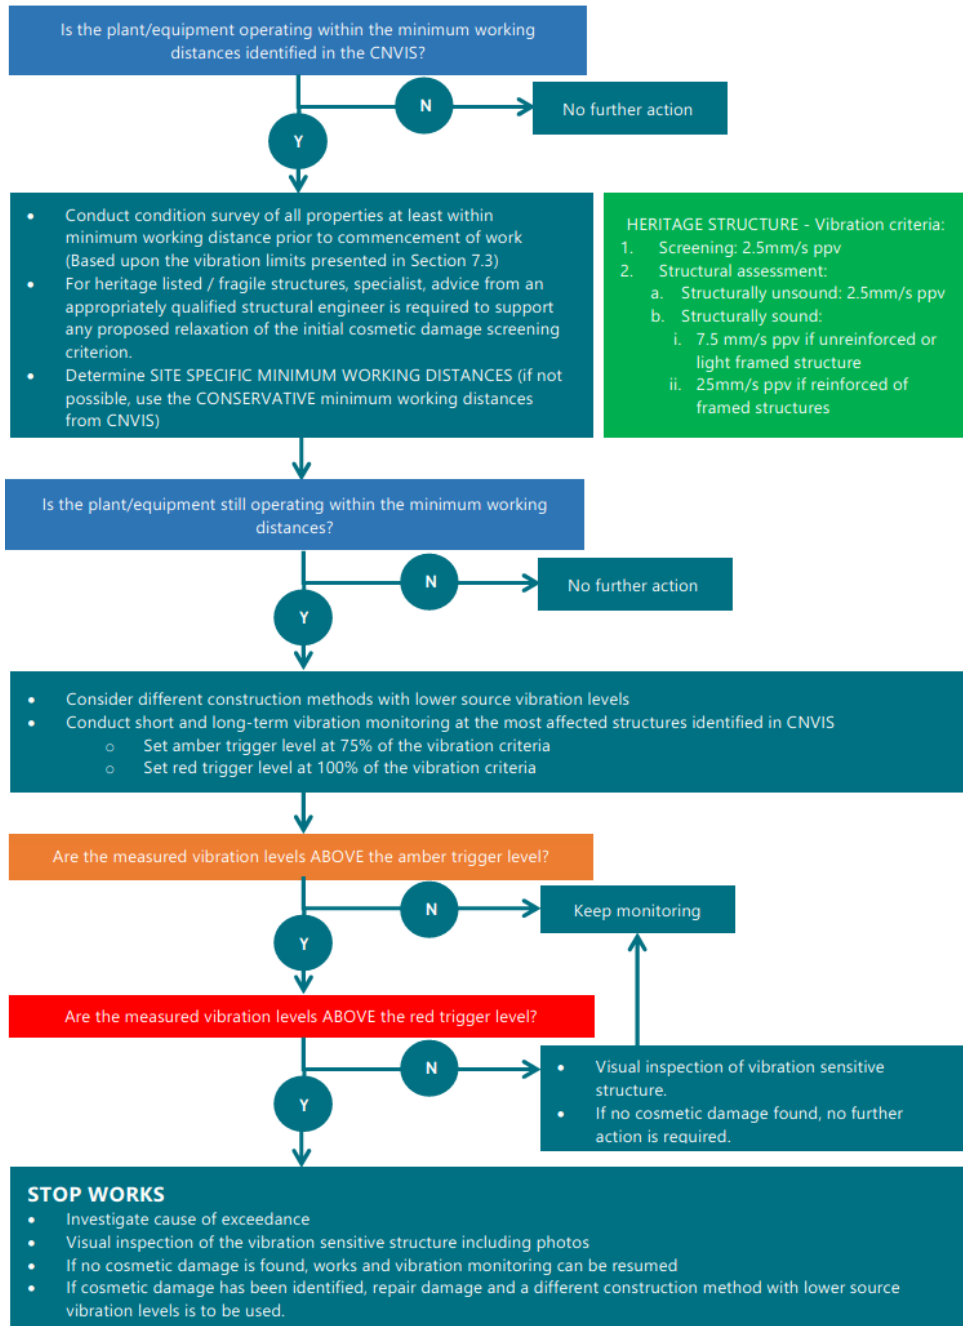 Is the plant/equipment operating within the minimum working
distances identified in the CNVIS?
N
No further action
Y
• Conduct condition survey of all properties at least within
minimum working distance prior to commencement of work
(Based upon the vibration limits presented in Section 7.3)
• For heritage listed / fragile structures, specialist, advice from an
appropriately qualified structural engineer is required to support
any proposed relaxation of the initial cosmetic damage screening
criterion.
• Determine SITE SPECIFIC MINIMUM WORKING DISTANCES (if not
possible, use the CONSERVATIVE minimum working distances
from CNVIS)
HERITAGE STRUCTURE - Vibration criteria:
1. Screening: 2.5mm/s ppv
2. Structural assessment:
a. Structurally unsound: 2.5mm/s ppv
b. Structurally sound:
i. 7.5 mm/s ppv if unreinforced or
light framed structure
ii. 25mm/s ppv if reinforced of
framed structures
Is the plant/equipment still operating within the minimum working
distances?
N
No further action
Y
• Consider different construction methods with lower source vibration levels
• Conduct short and long-term vibration monitoring at the most affected structures identified in CNVIS
o Set amber trigger level at 75% of the vibration criteria
o Set red trigger level at 100% of the vibration criteria
Are the measured vibration levels ABOVE the amber trigger level?
N
Keep monitoring
Y
Are the measured vibration levels ABOVE the red trigger level?
N
• Visual inspection of vibration sensitive
structure.
• If no cosmetic damage found, no further
action is required.
Y
STOP WORKS
• Investigate cause of exceedance
• Visual inspection of the vibration sensitive structure including photos
• If no cosmetic damage is found, works and vibration monitoring can be resumed
• If cosmetic damage has been identified, repair damage and a different construction method with lower source
vibration levels is to be used.